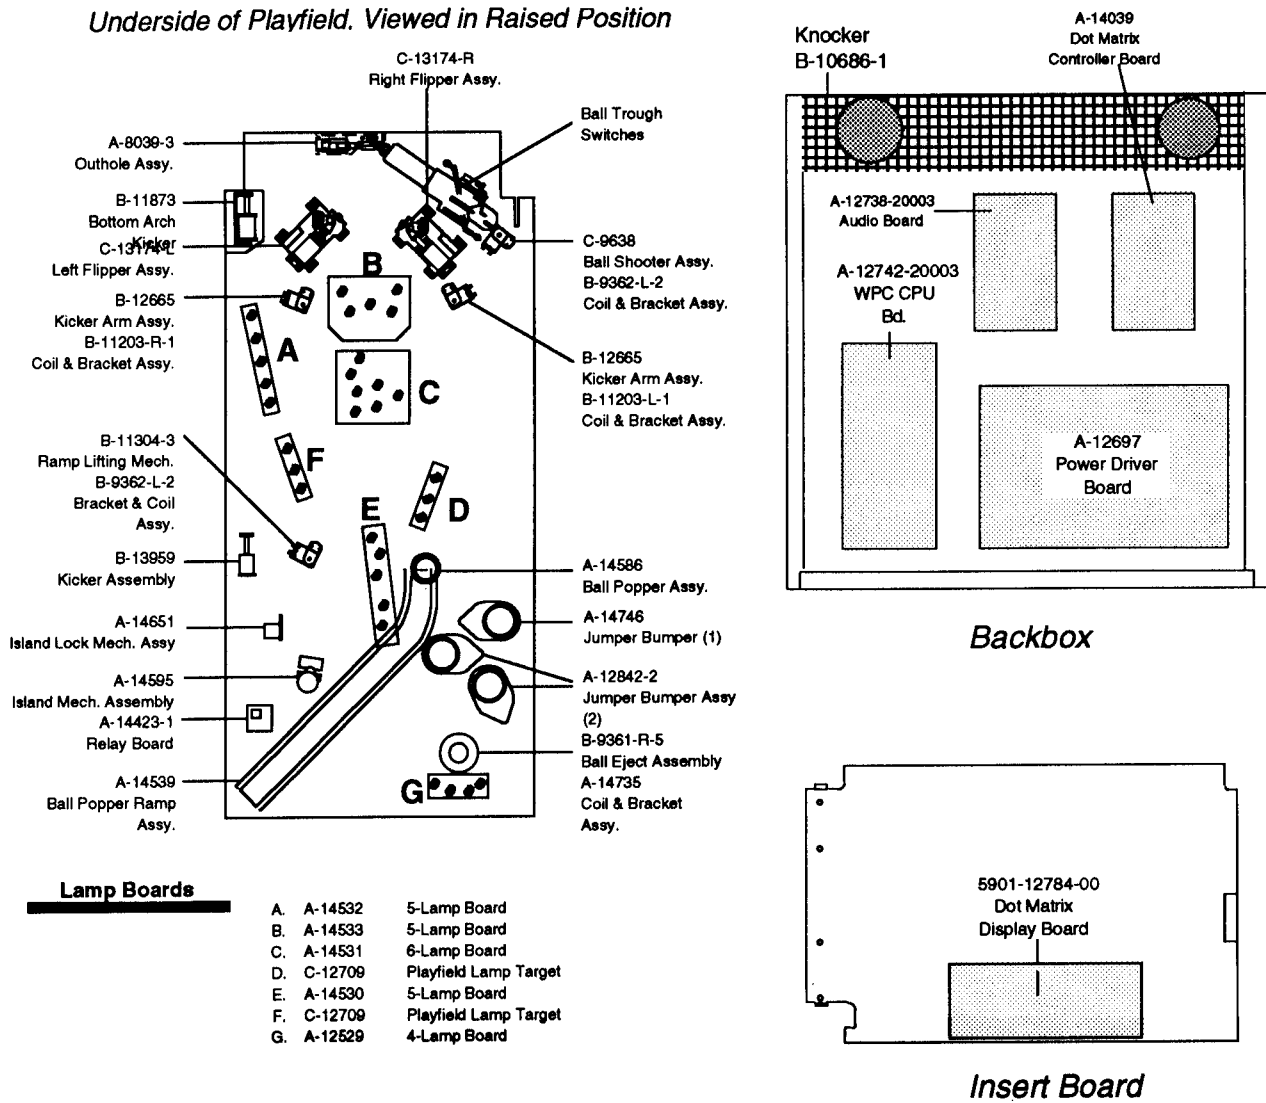 Underside of Playfield. Viewed in Raised Position
C-13174-R
Right Flipper Assy.
Ball Trough
Switches
A-8039-3
Outhole Assy.
B-11873
Bottom Arch
Kicker
C-13174-L
Left Flipper Assy.
B-12665
Kicker Arm Assy.
B-11203-R-1
Coil & Bracket Assy.
B-11304-3
Ramp Lifting Mech.
B-9362-L-2
Bracket & Coil
Assy.
B-13959
Kicker Assembly
A-14651
Island Lock Mech. Assy
A-14595
Island Mech. Assembly
A-14423-1
Relay Board
A-14539
Ball Popper Ramp
Assy.
B
A
C
F
E
D
G
C-9638
Ball Shooter Assy.
B-9362-L-2
Coil & Bracket Assy.
B-12665
Kicker Arm Assy.
B-11203-L-1
Coil & Bracket Assy.
A-14586
Ball Popper Assy.
A-14746
Jumper Bumper (1)
A-12842-2
Jumper Bumper Assy
(2)
B-9361-R-5
Ball Eject Assembly
A-14735
Coil & Bracket
Assy.
Lamp Boards
A. A-14532 5-Lamp Board
B. A-14533 5-Lamp Board
C. A-14531 6-Lamp Board
D. C-12709 Playfield Lamp Target
E. A-14530 5-Lamp Board
F. C-12709 Playfield Lamp Target
G. A-12529 4-Lamp Board
Knocker
B-10686-1
A-14039
Dot Matrix
Controller Board
A-12738-20003
Audio Board
A-12742-20003
WPC CPU
Bd.
A-12697
Power Driver
Board
Backbox
5901-12784-00
Dot Matrix
Display Board
Insert Board